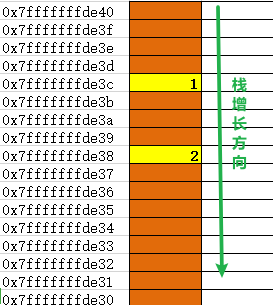 0x7fffffffde40
0x7fffffffde3f
0x7fffffffde3e
0x7fffffffde3d
0x7fffffffde3c 1
0x7fffffffde3b
0x7fffffffde3a
0x7fffffffde39
0x7fffffffde38 2
0x7fffffffde37
0x7fffffffde36
0x7fffffffde35
0x7fffffffde34
0x7fffffffde33
0x7fffffffde32
0x7fffffffde31
0x7fffffffde30
栈增长方向